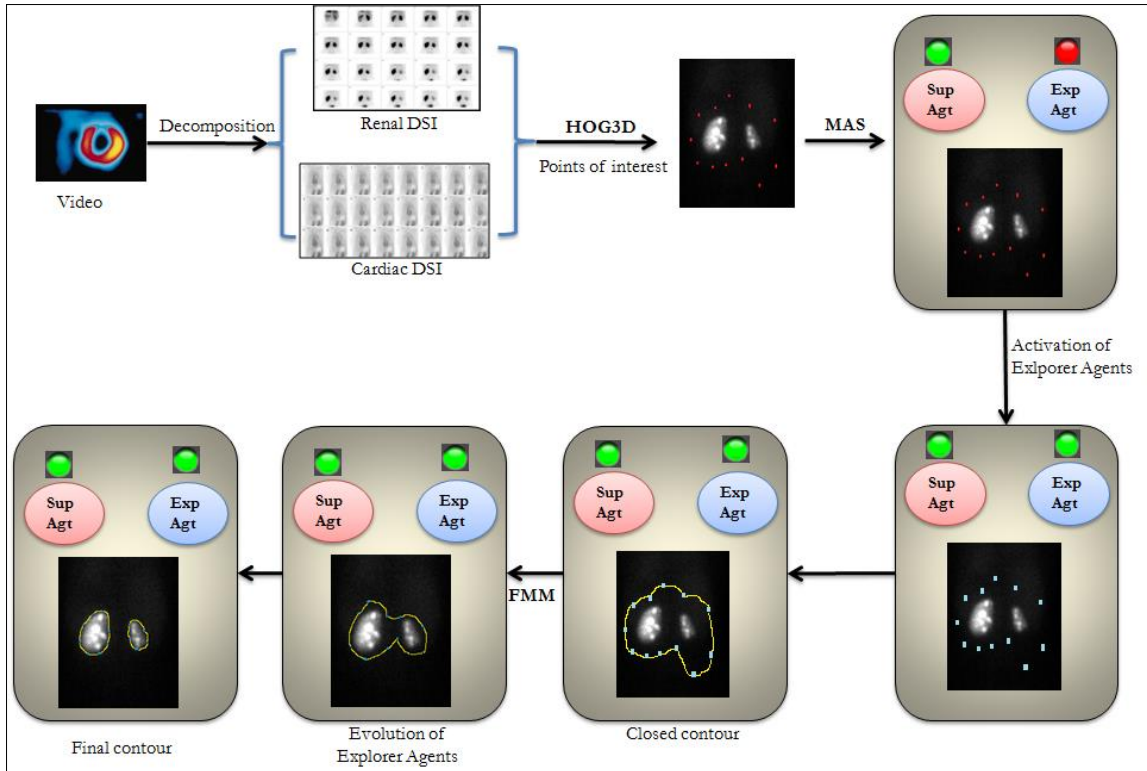 Video
Decomposition
Renal DSI
Cardiac DSI
HOG3D
Points of interest
MAS
Sup
Agt
Exp
Agt
Activation of
Exlporer Agents
Sup
Agt
Exp
Agt
Sup
Agt
Exp
Agt
Closed contour
FMM
Sup
Agt
Exp
Agt
Evolution of
Explorer Agents
Sup
Agt
Exp
Agt
Final contour